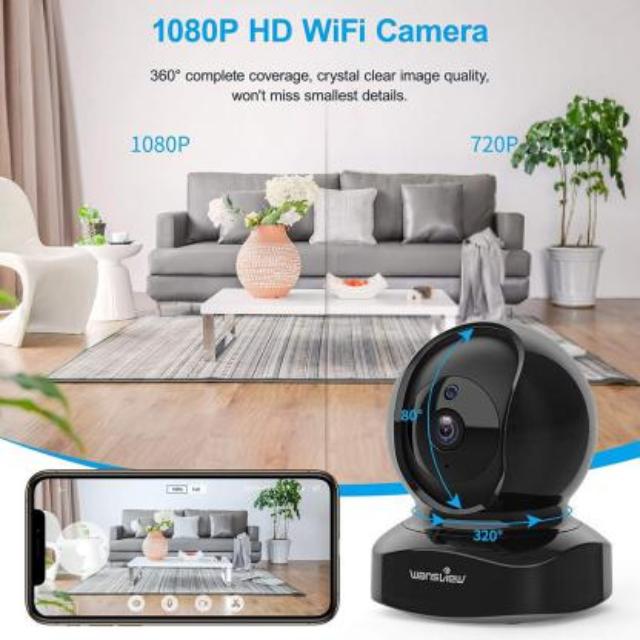 1080P HD WiFi Camera
360° complete coverage, crystal clear image quality,
won't miss smallest details.
1080P
720P
80°
320°
wansview